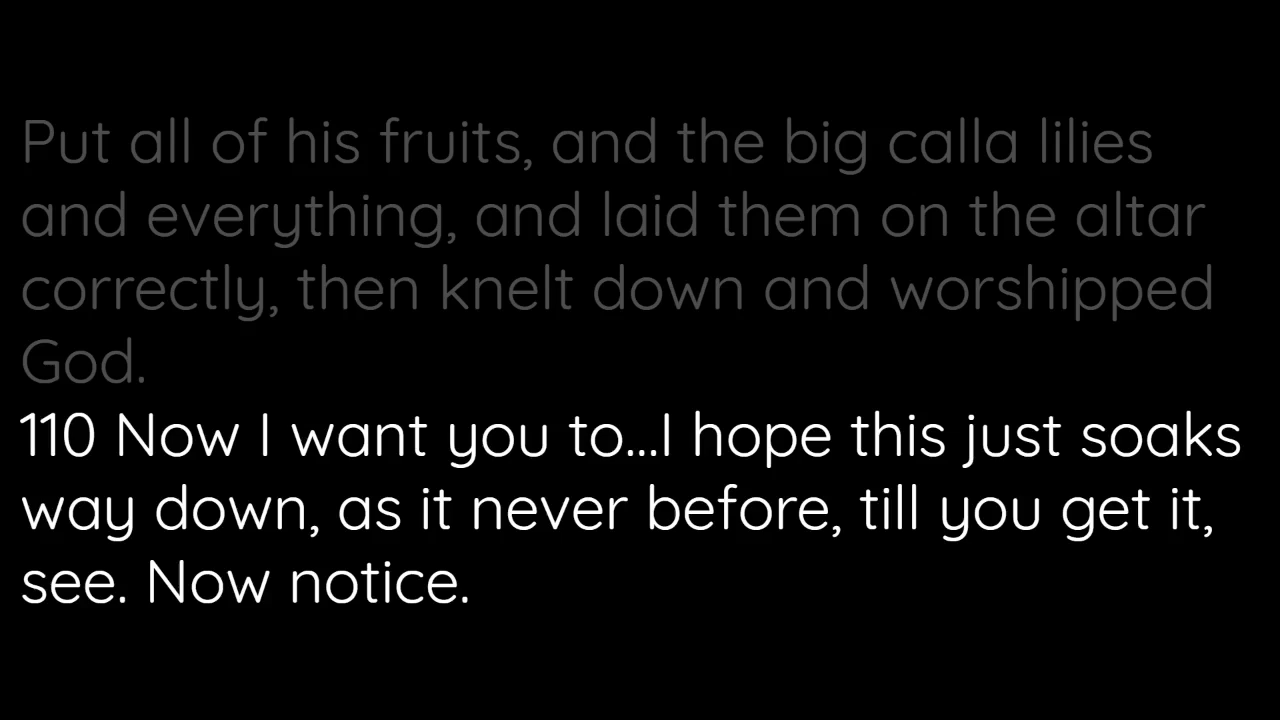 Put all of his fruits, and the big calla lilies
and everything, and laid them on the altar
correctly, then knelt down and worshipped
God.
110 Now I want you to...I hope this just soaks
way down, as it never before, till you get it,
see. Now notice.